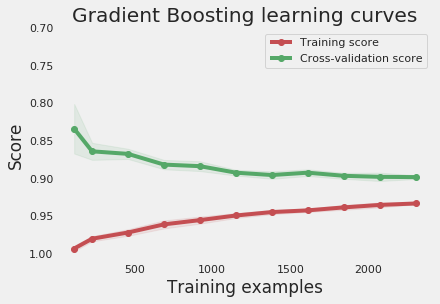 Gradient Boosting learning curves
0.70
0.75
0.80
0.85
0.90
0.95
1.00
Score
Training score
Cross-validation score
500
1000
1500
2000
Training examples